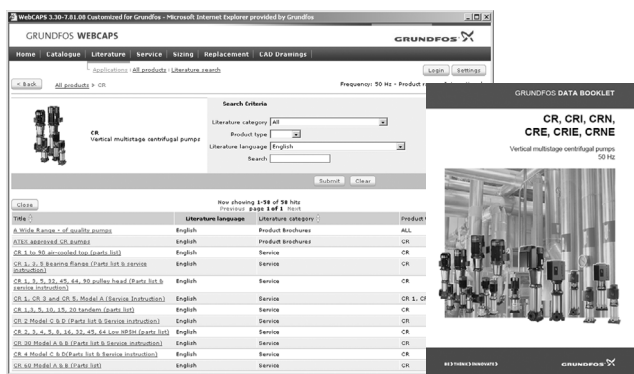 WebCAPS 3.30-7.81.08 Customized for Grundfos - Microsoft Internet Explorer provided by Grundfos
GRUNDFOS WEBCAPS
GRUNDFOS
Home Catalogue Literature Service Sizing Replacement CAD Drawings
Applications All products Literature search
Login Settings
< Back All products > CR
Frequency: 50 Hz
CR
Vertical multistage centrifugal pumps
Search Criteria
Literature category All
Product type
Literature language English
Search
Submit Clear
Close
Now showing 1-58 of 58 hits
Previous page 1 of 1 Next
Title Literature language Literature category Product
A Wide Range - of quality pumps English Product Brochures ALL
ATEX approved CR pumps English Product Brochures CR
CR 1 to 90 air-cooled top (parts list) English Service CR
CR 1, 3, 5 bearing flange (Parts list & service
instruction) English Service CR
CR 1, 3, 5, 32, 45, 64, 90 pulley head (Parts list &
service instruction) English Service CR
CR 1, CR 3 and CR 5, Model A (Service Instruction) English Service CR 1, CR
CR 1,3, 5, 10, 15, 20 tandem (parts list) English Service CR
CR 2 Model C & D (Parts list & Service instruction) English Service CR
CR 2, 3, 4, 5, 8, 16, 32, 45, 64 Low NPSH (parts list) English Service CR
CR 30 Model A & B (Parts list & Service instruction) English Service CR
CR 4 Model C & D(Parts list & Service instruction) English Service CR
CR 60 Model A & B (Parts list) English Service CR
GRUNDFOS DATA BOOKLET
CR, CRI, CRN,
CRE, CRIE, CRNE
Vertical multistage centrifugal pumps
50 Hz
BE > THINK > INNOVATE >
GRUNDFOS